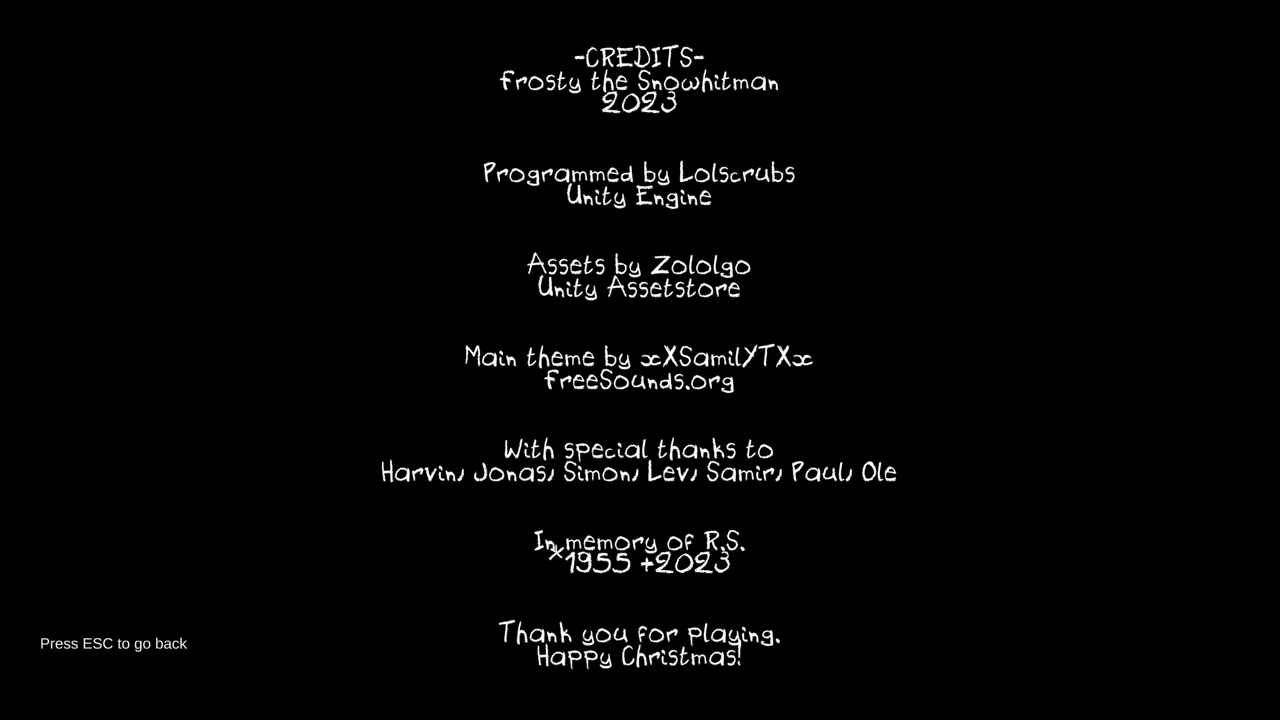 -CREDITS-
Frosty the Snowhitman
2023
Programmed by Lolscrubs
Unity Engine
Assets by Zololgo
Unity Assetstore
Main theme by xXSamilYTXx
freeSounds.org
With special thanks to
Harvin, Jonas, Simon, Lev, Samir, Paul, Ole
In memory of R.S.
*1955 +2023
Thank you for playing.
Happy Christmas!
Press ESC to go back